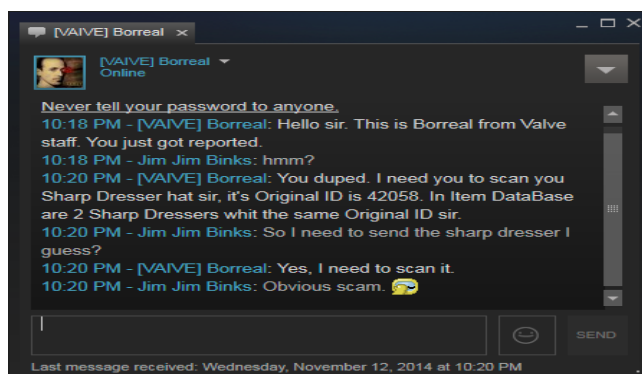 [VAIVE] Borreal
[VAIVE] Borreal
Online
Never tell your password to anyone.
10:18 PM - [VAIVE] Borreal: Hello sir. This is Borreal from Valve
staff. You just got reported.
10:18 PM - Jim Jim Binks: hmm?
10:20 PM - [VAIVE] Borreal: You duped. I need you to scan you
Sharp Dresser hat sir, it's Original ID is 42058. In Item DataBase
are 2 Sharp Dressers whit the same Original ID sir.
10:20 PM - Jim Jim Binks: So I need to send the sharp dresser I
guess?
10:20 PM - [VAIVE] Borreal: Yes, I need to scan it.
10:20 PM - Jim Jim Binks: Obvious scam.
SEND
Last message received: Wednesday, November 12, 2014 at 10:20 PM